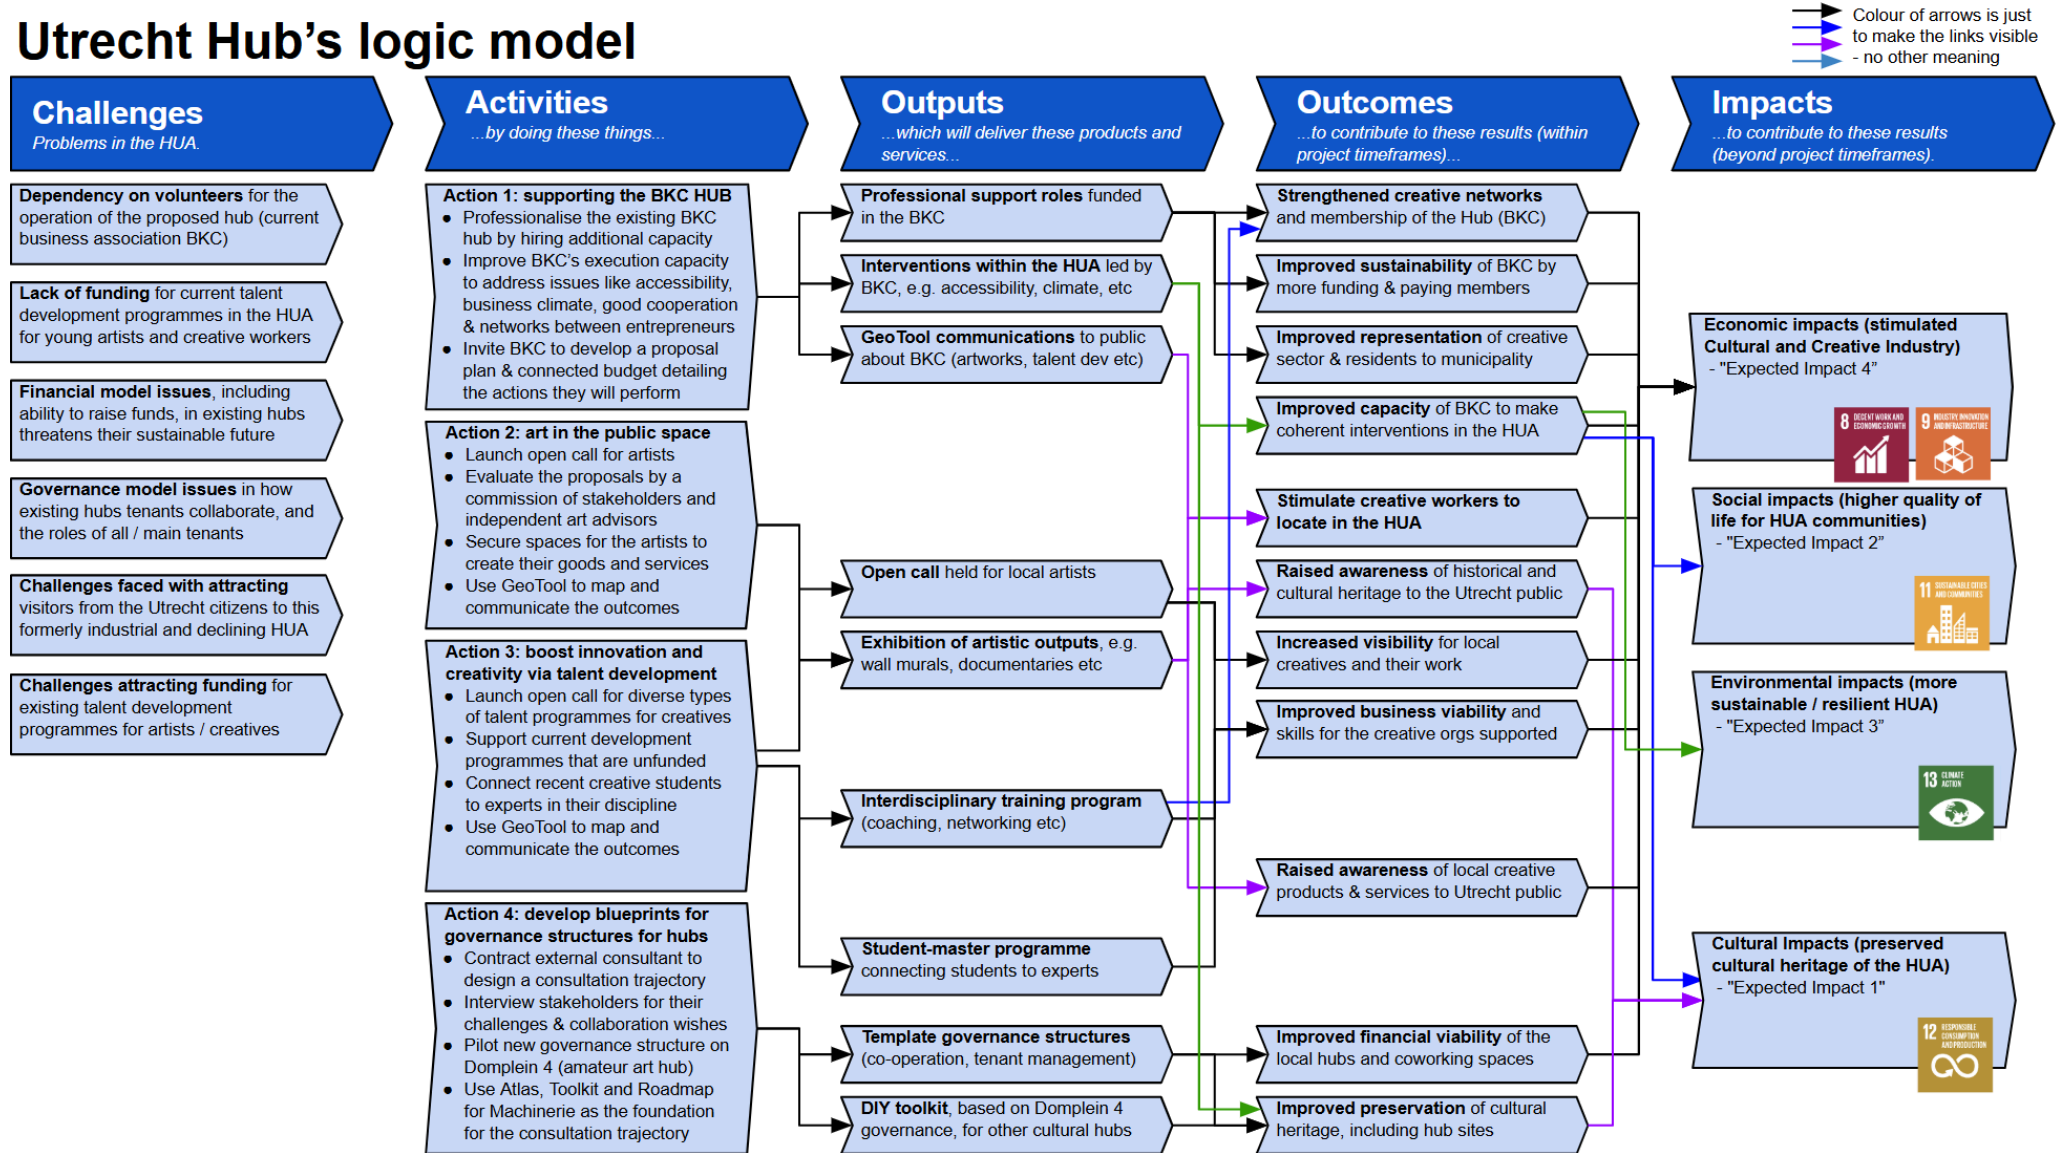 Utrecht Hub's logic model
Colour of arrows is just
to make the links visible
- no other meaning
Challenges
Problems in the HUA.
Activities
...by doing these things...
Outputs
...which will deliver these products and
services...
Outcomes
...to contribute to these results (within
project timeframes)...
Impacts
...to contribute to these results
(beyond project timeframes).
Dependency on volunteers for the
operation of the proposed hub (current
business association BKC)
Lack of funding for current talent
development programmes in the HUA
for young artists and creative workers
Financial model issues, including
ability to raise funds, in existing hubs
threatens their sustainable future
Governance model issues in how
existing hubs tenants collaborate, and
the roles of all / main tenants
Challenges faced with attracting
visitors from the Utrecht citizens to this
formerly industrial and declining HUA
Challenges attracting funding for
existing talent development
programmes for artists / creatives
Action 1: supporting the BKC HUB
● Professionalise the existing BKC
hub by hiring additional capacity
● Improve BKC's execution capacity
to address issues like accessibility,
business climate, good cooperation
& networks between entrepreneurs
● Invite BKC to develop a proposal
plan & connected budget detailing
the actions they will perform
Action 2: art in the public space
● Launch open call for artists
● Evaluate the proposals by a
commission of stakeholders and
independent art advisors
● Secure spaces for the artists to
create their goods and services
● Use GeoTool to map and
communicate the outcomes
Action 3: boost innovation and
creativity via talent development
● Launch open call for diverse types
of talent programmes for creatives
● Support current development
programmes that are unfunded
● Connect recent creative students
to experts in their discipline
● Use GeoTool to map and
communicate the outcomes
Action 4: develop blueprints for
governance structures for hubs
● Contract external consultant to
design a consultation trajectory
● Interview stakeholders for their
challenges & collaboration wishes
● Pilot new governance structure on
Domplein 4 (amateur art hub)
● Use Atlas, Toolkit and Roadmap
for Machinerie as the foundation
for the consultation trajectory
Professional support roles funded
in the BKC
Interventions within the HUA led by
BKC, e.g. accessibility, climate, etc
GeoTool communications to public
about BKC (artworks, talent dev etc)
Open call held for local artists
Exhibition of artistic outputs, e.g.
wall murals, documentaries etc
Interdisciplinary training program
(coaching, networking etc)
Student-master programme
connecting students to experts
Template governance structures
(co-operation, tenant management)
DIY toolkit, based on Domplein 4
governance, for other cultural hubs
Strengthened creative networks
and membership of the Hub (BKC)
Improved sustainability of BKC by
more funding & paying members
Improved representation of creative
sector & residents to municipality
Improved capacity of BKC to make
coherent interventions in the HUA
Stimulate creative workers to
locate in the HUA
Raised awareness of historical and
cultural heritage to the Utrecht public
Increased visibility for local
creatives and their work
Improved business viability and
skills for the creative orgs supported
Raised awareness of local creative
products & services to Utrecht public
Improved financial viability of the
local hubs and coworking spaces
Improved preservation of cultural
heritage, including hub sites
Economic impacts (stimulated
Cultural and Creative Industry)
- "Expected Impact 4”
8 DECENT WORK AND
ECONOMIC GROWTH
9 INDUSTRY, INNOVATION
AND INFRASTRUCTURE
Social impacts (higher quality of
life for HUA communities)
- "Expected Impact 2”
11 SUSTAINABLE CITIES
AND COMMUNITIES
Environmental impacts (more
sustainable / resilient HUA)
- "Expected Impact 3”
13 CLIMATE
ACTION
Cultural Impacts (preserved
cultural heritage of the HUA)
- "Expected Impact 1"
12 RESPONSIBLE
CONSUMPTION
AND PRODUCTION